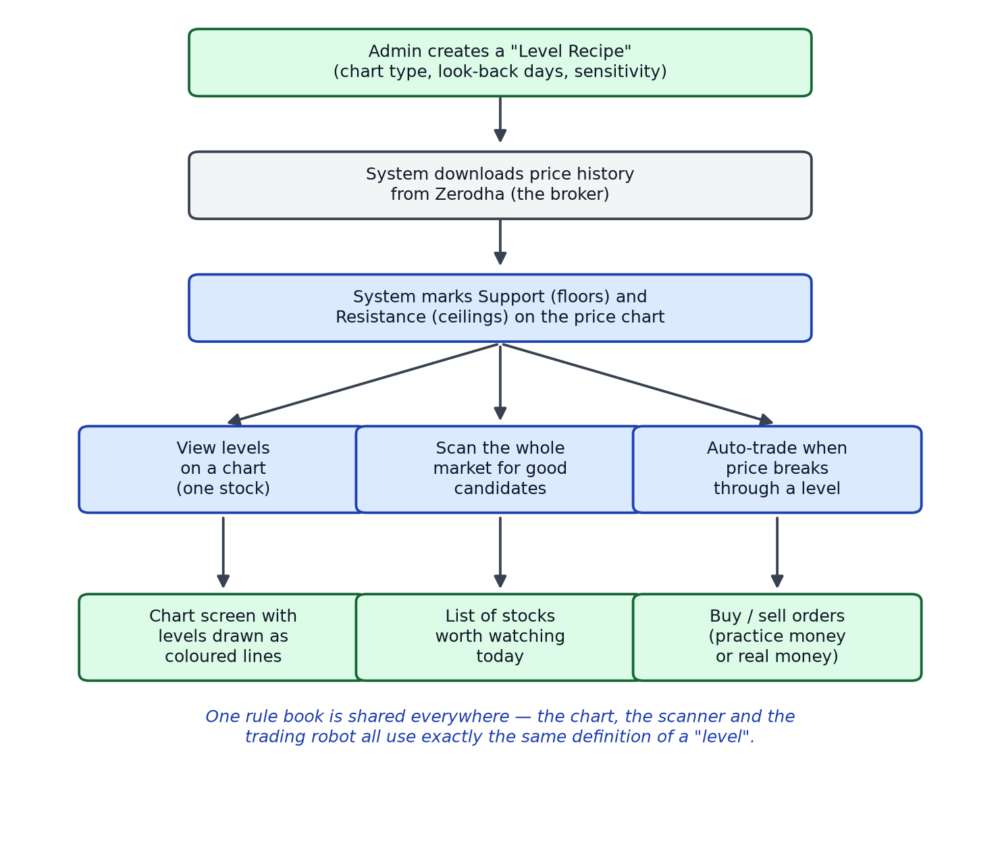 Admin creates a "Level Recipe"
(chart type, look-back days, sensitivity)
System downloads price history
from Zerodha (the broker)
System marks Support (floors) and
Resistance (ceilings) on the price chart
View levels
on a chart
(one stock)
Scan the whole
market for good
candidates
Auto-trade when
price breaks
through a level
Chart screen with
levels drawn as
coloured lines
List of stocks
worth watching
today
Buy / sell orders
(practice money
or real money)
One rule book is shared everywhere — the chart, the scanner and the
trading robot all use exactly the same definition of a "level".